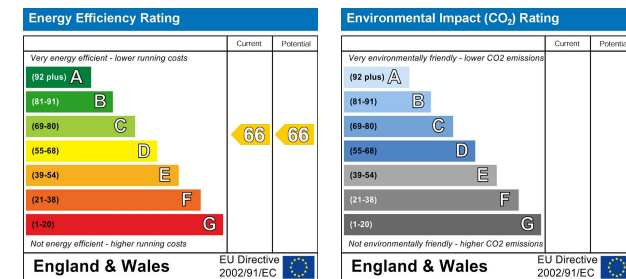 Energy Efficiency Rating
Current Potential
Very energy efficient - lower running costs
(92 plus) A
(81-91) B
(69-80) C
(55-68) D
(39-54) E
(21-38) F
(1-20) G
66 66
Not energy efficient - higher running costs
England & Wales
EU Directive
2002/91/EC
Environmental Impact (CO₂) Rating
Current Potential
Very environmentally friendly - lower CO2 emissions
(92 plus) A
(81-91) B
(69-80) C
(55-68) D
(39-54) E
(21-38) F
(1-20) G
Not environmentally friendly - higher CO2 emissions
England & Wales
EU Directive
2002/91/EC